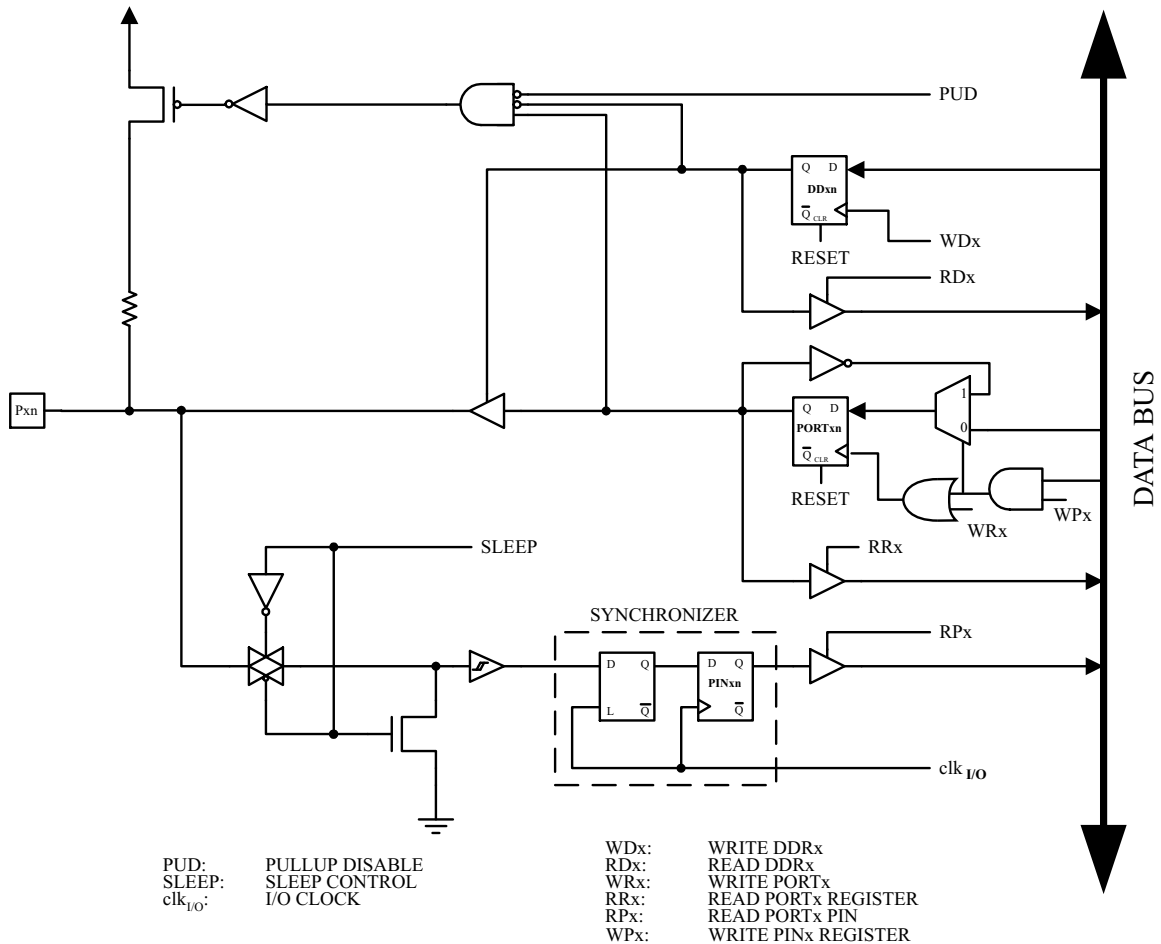 PUD
Q D
DDxn
Q CLR
WDx
RESET
RDx
Pxn
1
Q D
0
PORTxn
Q CLR
RESET
WRx
WPx
DATA BUS
SLEEP
RRx
SYNCHRONIZER
RPx
D Q
D Q
PINxn
L Q
Q
clk I/O
PUD: PULLUP DISABLE
SLEEP: SLEEP CONTROL
clkI/O: I/O CLOCK
WDx: WRITE DDRx
RDx: READ DDRx
WRx: WRITE PORTx
RRx: READ PORTx REGISTER
RPx: READ PORTx PIN
WPx: WRITE PINx REGISTER